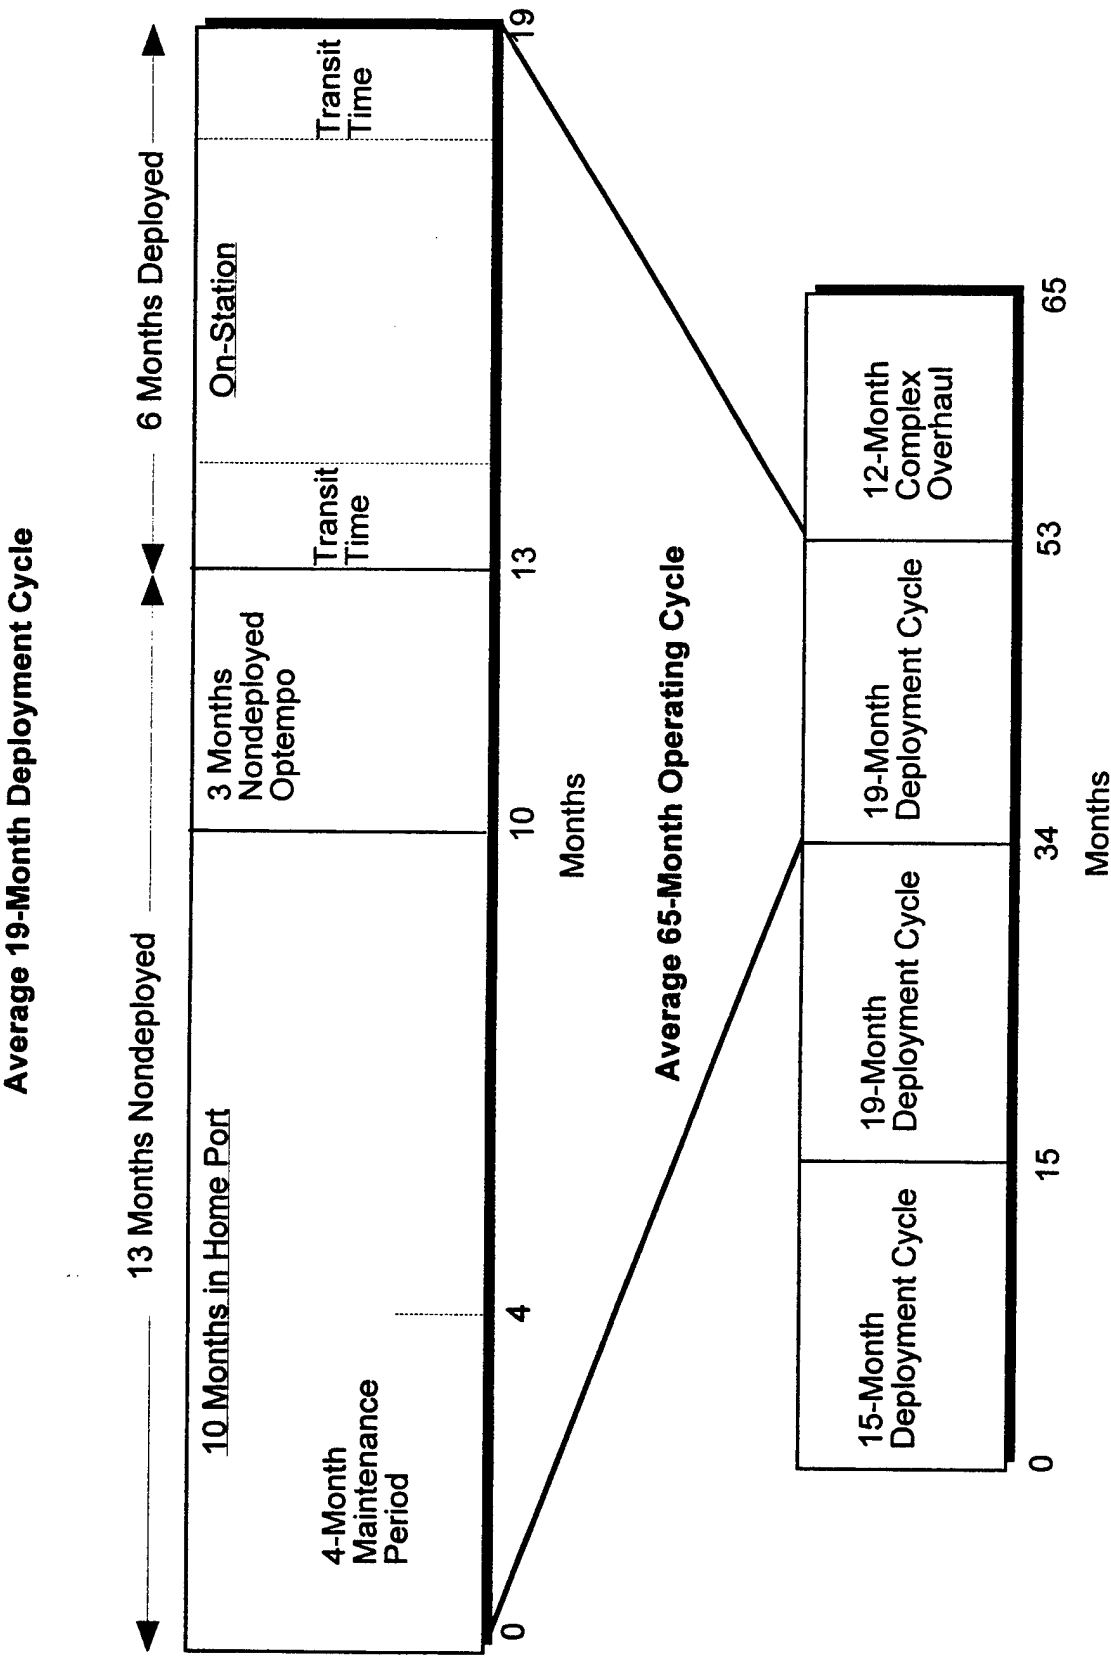 Average 19-Month Deployment Cycle
13 Months Nondeployed
6 Months Deployed
10 Months in Home Port
4-Month
Maintenance
Period
3 Months
Nondeployed
Optempo
Transit
Time
On-Station
Transit
Time
0
4
10
13
19
Months
Average 65-Month Operating Cycle
15-Month
Deployment Cycle
19-Month
Deployment Cycle
19-Month
Deployment Cycle
12-Month
Complex
Overhaul
0
15
34
53
65
Months